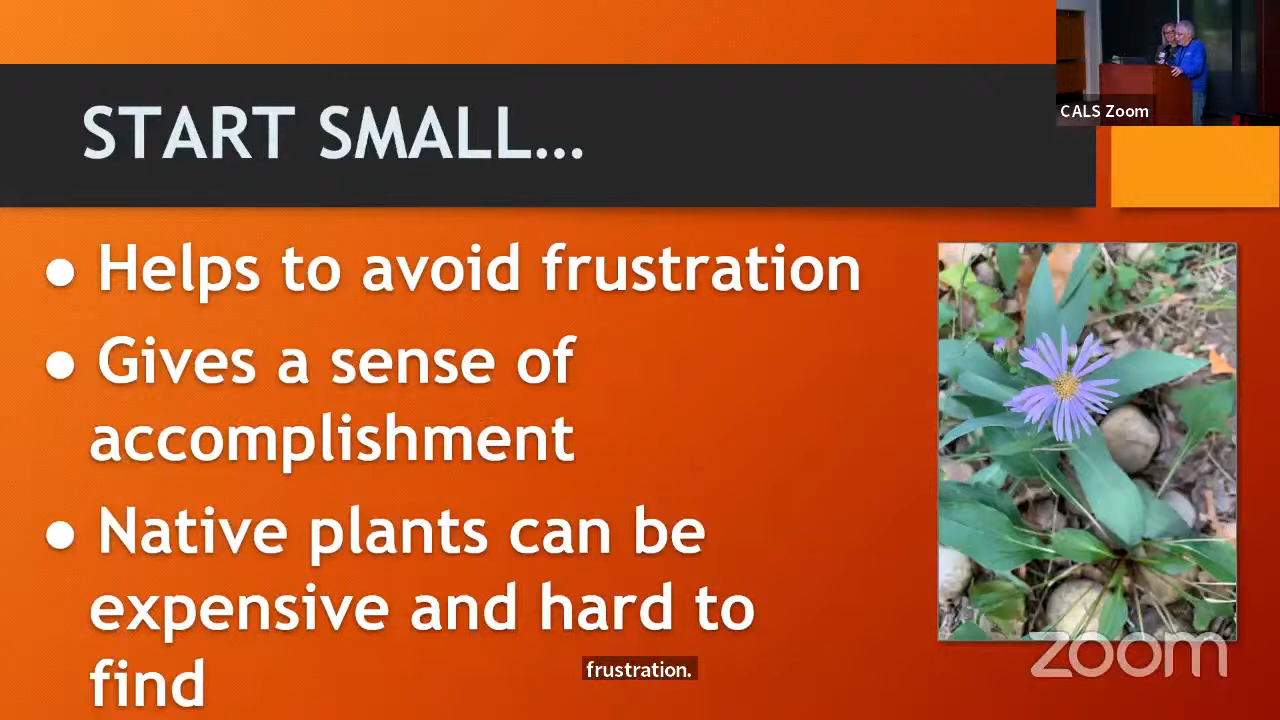 START SMALL...
CALS Zoom
● Helps to avoid frustration
● Gives a sense of
accomplishment
● Native plants can be
expensive and hard to
find
frustration.
zoom